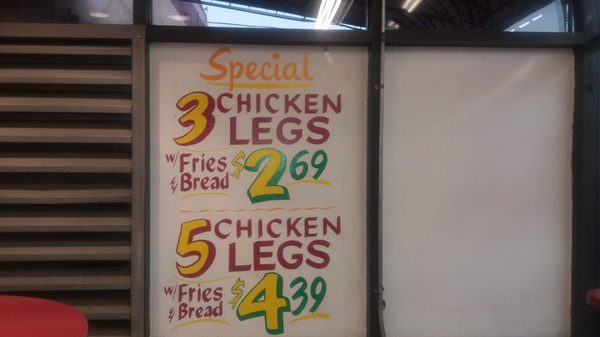 Special
3 CHICKEN
LEGS
w/ Fries
& Bread $2.69
5 CHICKEN
LEGS
w/ Fries
& Bread $4.39